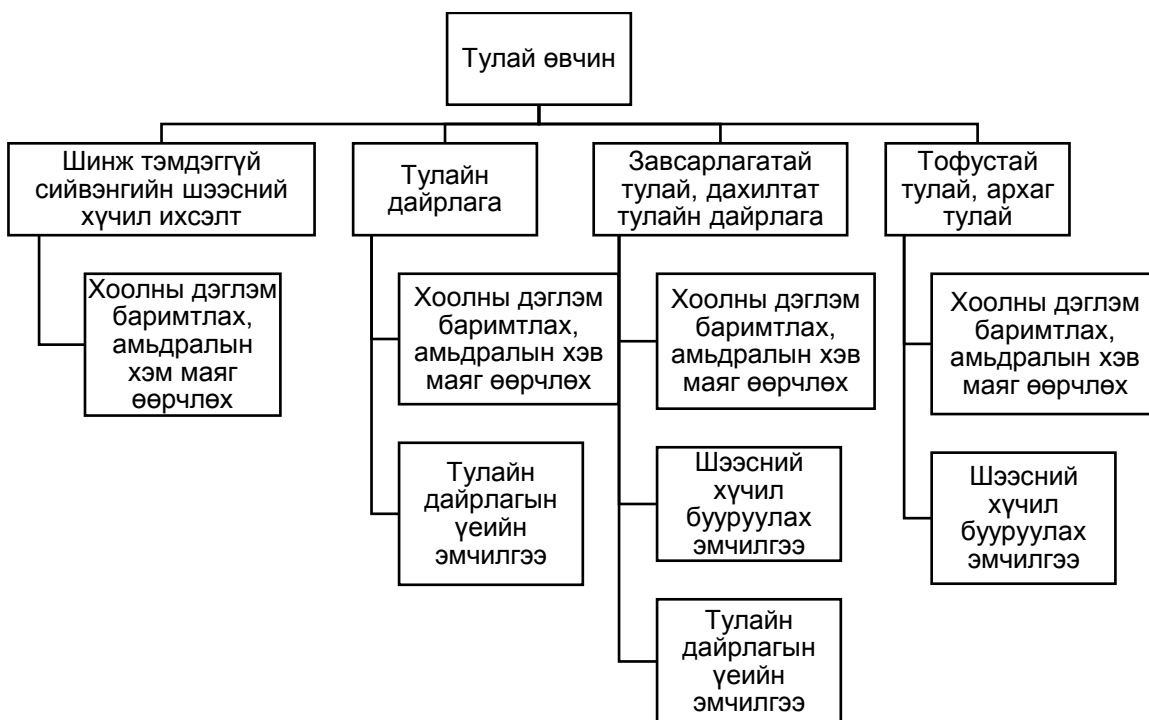 Тулай өвчин
Шинж тэмдэггүй
сийвэнгийн шээсний
хүчил ихсэлт
Хоолны дэглэм
баримтлах,
амьдралын
хэм маяг
өөрчлөх
Тулайн
дайрлага
Хоолны дэглэм
баримтлах,
амьдралын хэв
маяг өөрчлөх
Тулайн
дайрлагын
үеийн
эмчилгээ
Завсарлагатай
тулай, дахилтат
тулайн дайрлага
Хоолны дэглэм
баримтлах,
амьдралын хэв
маяг өөрчлөх
Шээсний
хүчил
бууруулах
эмчилгээ
Тулайн
дайрлагын
үеийн
эмчилгээ
Тофустай
тулай, архаг
тулай
Хоолны дэглэм
баримтлах,
амьдралын хэв
маяг өөрчлөх
Шээсний
хүчил
бууруулах
эмчилгээ